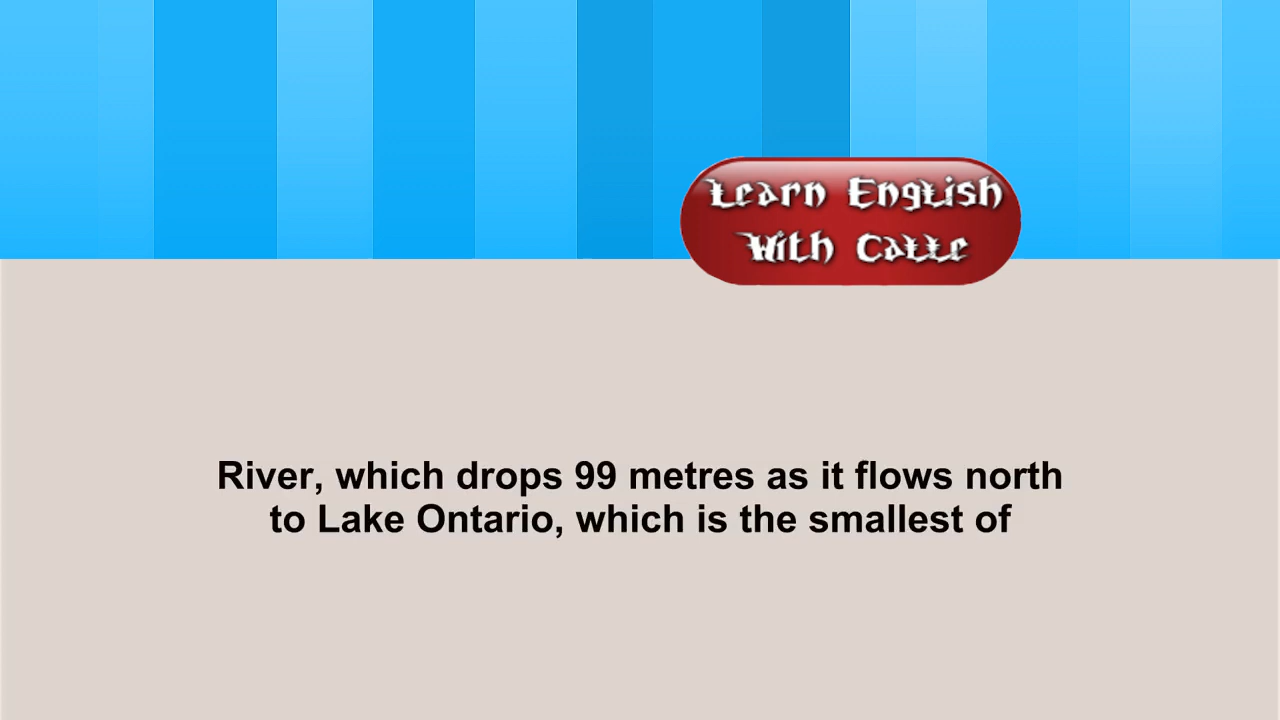 Learn English
With Calle
River, which drops 99 metres as it flows north
to Lake Ontario, which is the smallest of